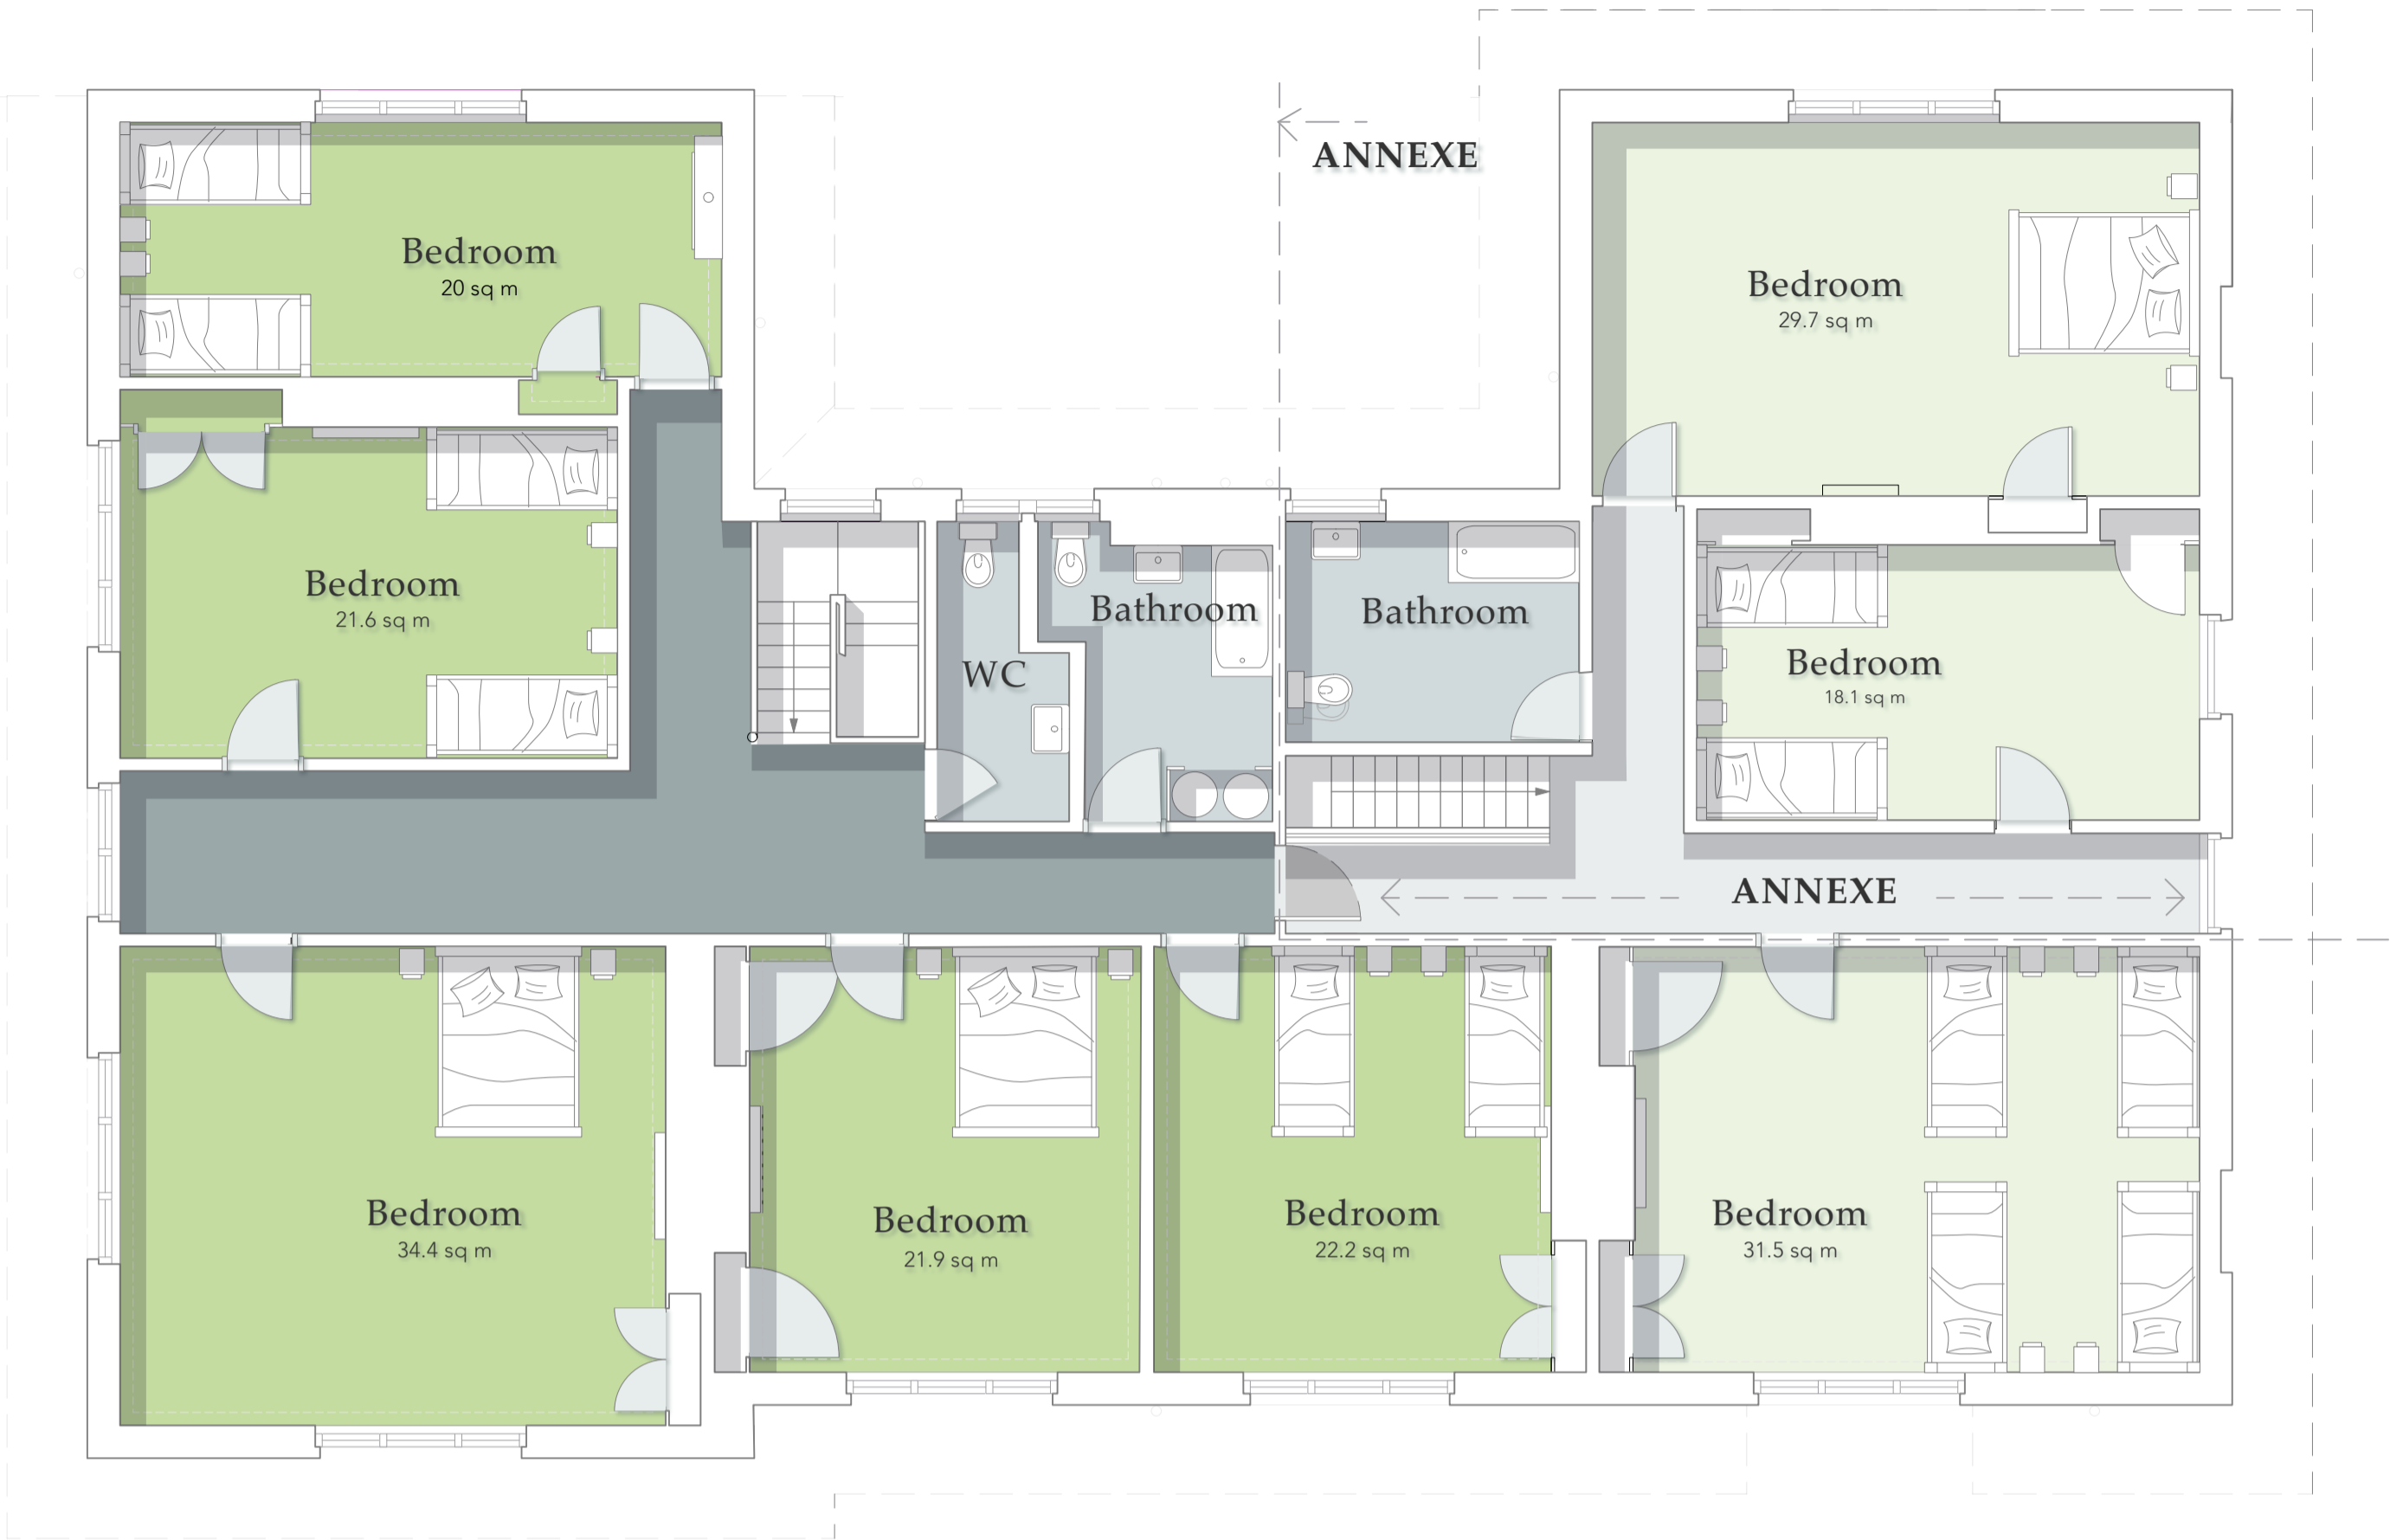 ANNEXE
Bedroom
20 sq m
Bedroom
29.7 sq m
Bedroom
21.6 sq m
WC
Bathroom
Bathroom
Bedroom
18.1 sq m
ANNEXE
Bedroom
34.4 sq m
Bedroom
21.9 sq m
Bedroom
22.2 sq m
Bedroom
31.5 sq m